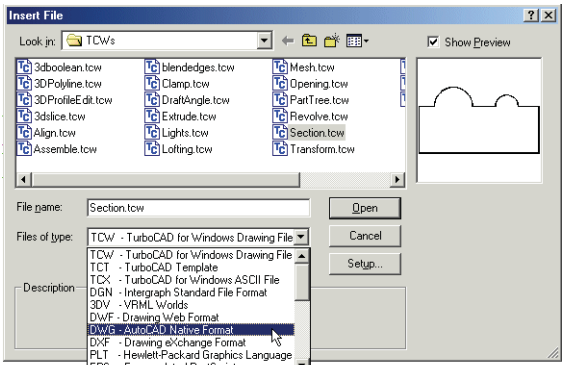 Insert File
Look in: TCWs
Show Preview
3dboolean.tcw blendedges.tcw Mesh.tcw
3DPolyline.tcw Clamp.tcw Opening.tcw
3DProfileEdit.tcw DraftAngle.tcw PartTree.tcw
3dslice.tcw Extrude.tcw Revolve.tcw
Align.tcw Lights.tcw Section.tcw
Assemble.tcw Lofting.tcw Transform.tcw
File name: Section.tcw Open
Files of type: TCW - TurboCAD for Windows Drawing File Cancel
TCW - TurboCAD for Windows Drawing File
TCT - TurboCAD Template
Setup...
TCX - TurboCAD for Windows ASCII File
Description
DGN - Intergraph Standard File Format
3DV - VRML Worlds
DWF - Drawing Web Format
DWG - AutoCAD Native Format
DXF - Drawing eXchange Format
PLT - Hewlett-Packard Graphics Language